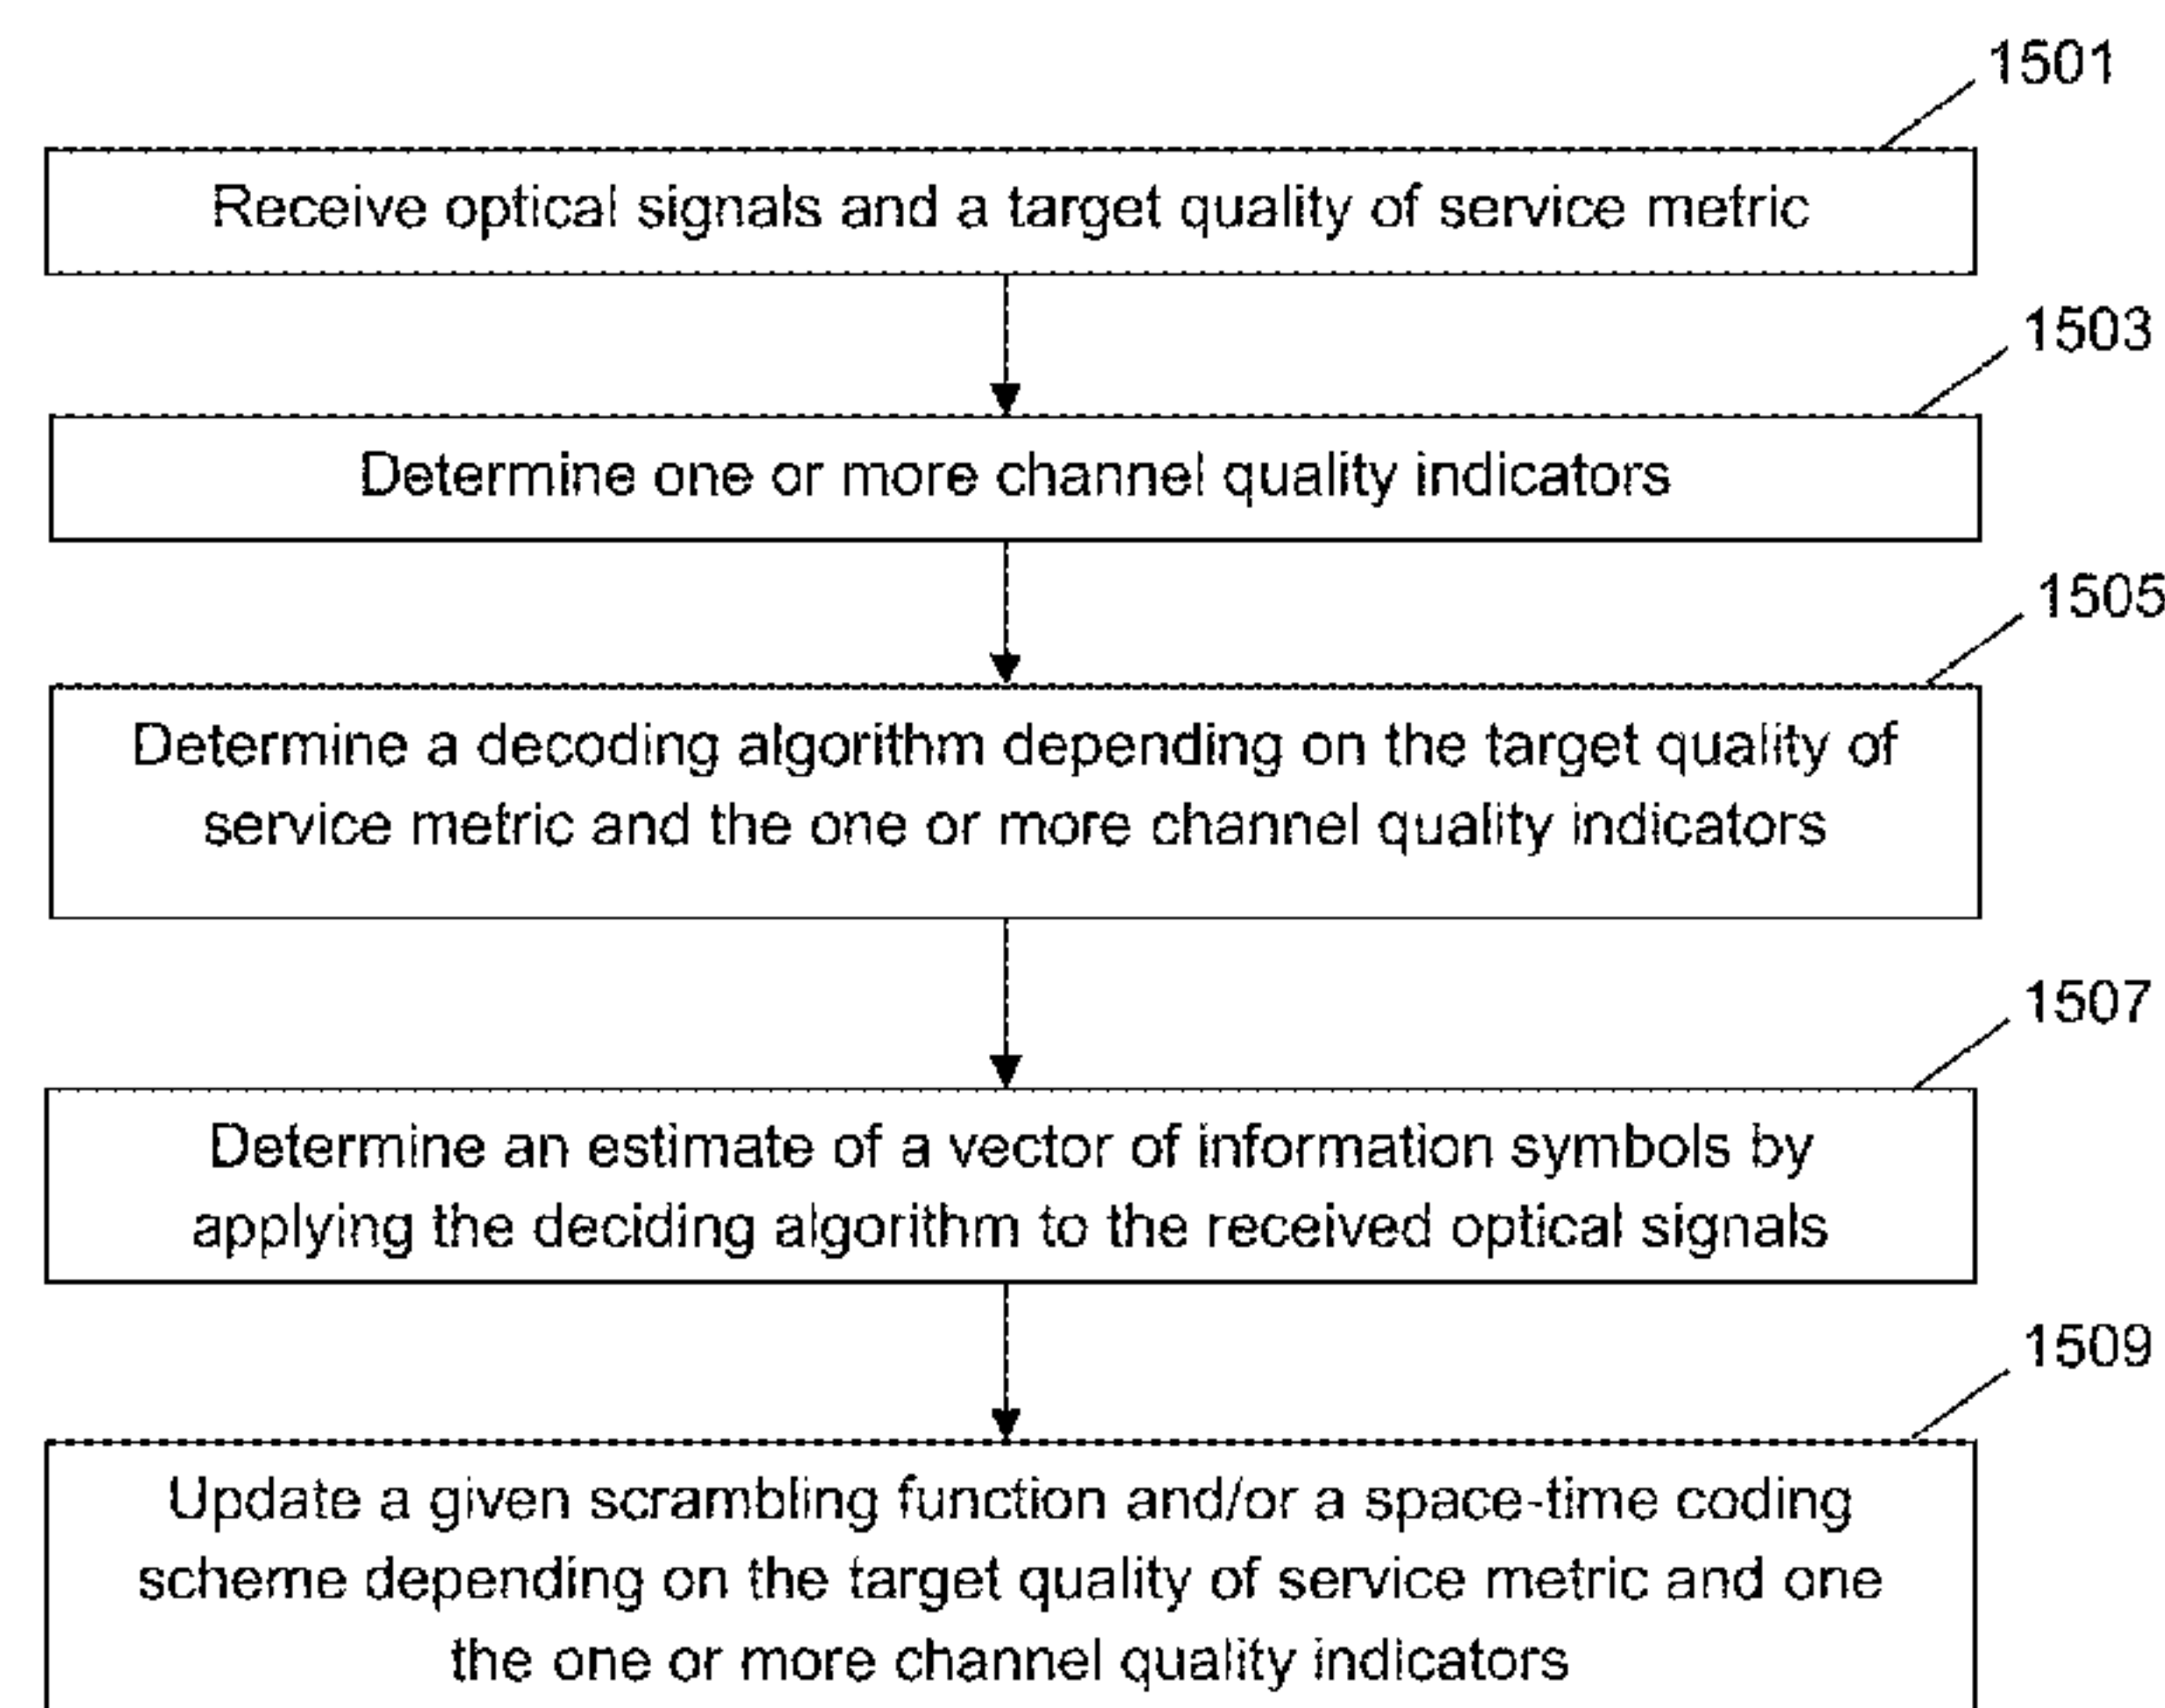 1501
Receive optical signals and a target quality of service metric
1503
Determine one or more channel quality indicators
1505
Determine a decoding algorithm depending on the target quality of
service metric and the one or more channel quality indicators
1507
Determine an estimate of a vector of information symbols by
applying the deciding algorithm to the received optical signals
1509
Update a given scrambling function and/or a space-time coding
scheme depending on the target quality of service metric and one
the one or more channel quality indicators